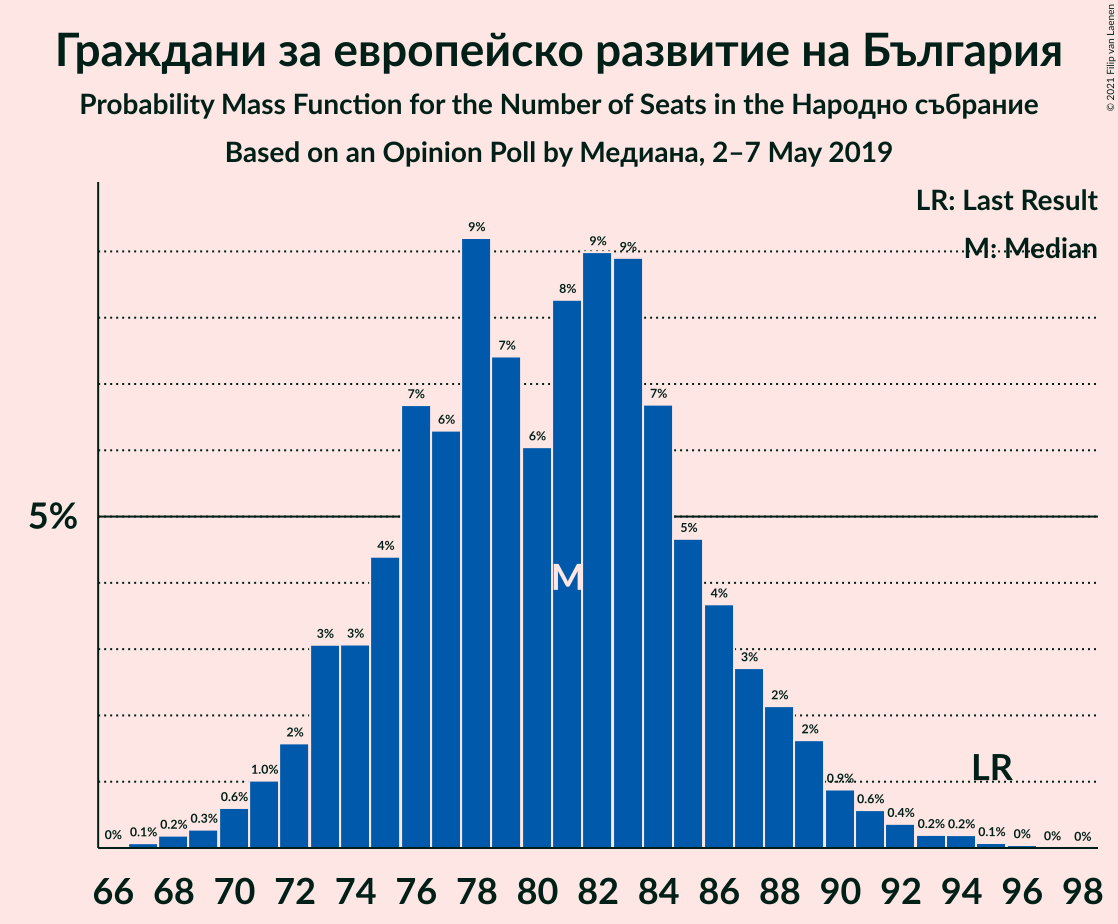 Граждани за европейско развитие на България
Probability Mass Function for the Number of Seats in the Народно събрание
Based on an Opinion Poll by Медиана, 2–7 May 2019
© 2021 Filip van Laenen
LR: Last Result
M: Median
5%
0% 0.1% 0.2% 0.3% 0.6% 1.0% 2% 3% 3% 4% 7% 6% 9% 7% 6% 8% 9% 9% 7% 5% 4% 3% 2% 2% 0.9% 0.6% 0.4% 0.2% 0.2% 0.1% 0% 0% 0%
M
LR
66 68 70 72 74 76 78 80 82 84 86 88 90 92 94 96 98